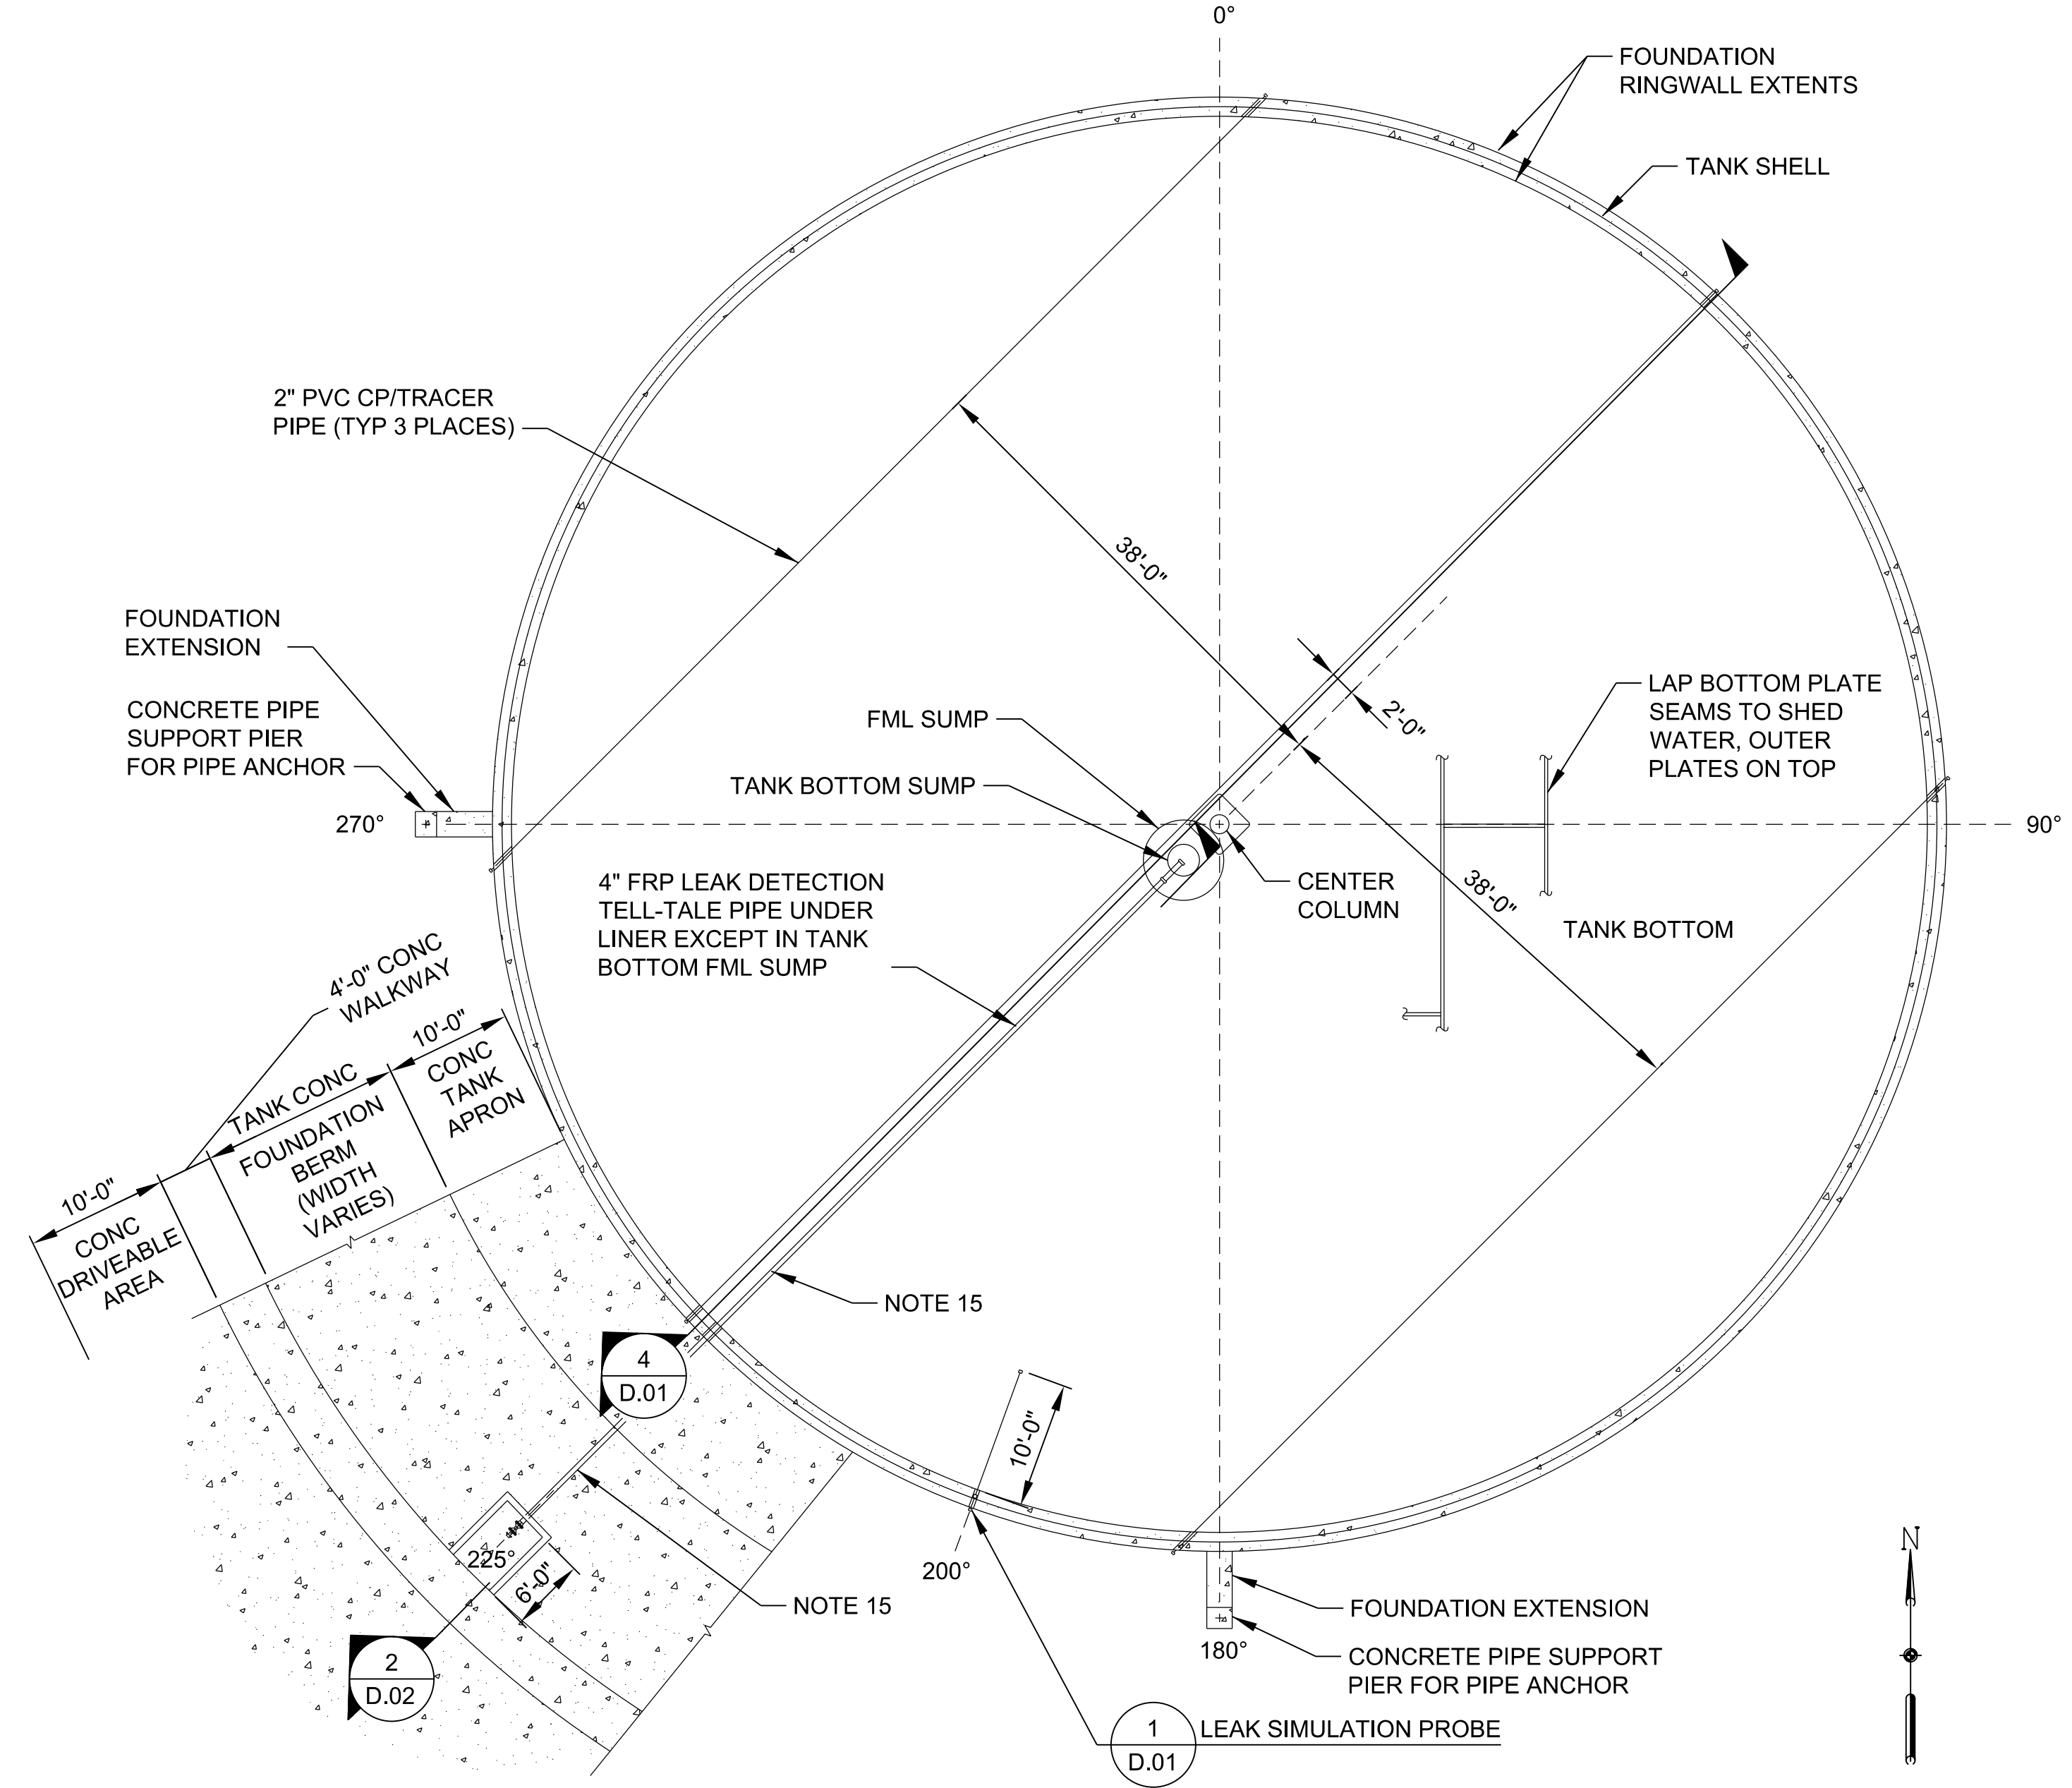 0°
FOUNDATION
RINGWALL EXTENTS
TANK SHELL
2" PVC CP/TRACER
PIPE (TYP 3 PLACES)
38'-0"
FOUNDATION
EXTENSION
CONCRETE PIPE
SUPPORT PIER
FOR PIPE ANCHOR
270°
FML SUMP
TANK BOTTOM SUMP
2'-0"
LAP BOTTOM PLATE
SEAMS TO SHED
WATER, OUTER
PLATES ON TOP
90°
4" FRP LEAK DETECTION
TELL-TALE PIPE UNDER
LINER EXCEPT IN TANK
BOTTOM FML SUMP
CENTER
COLUMN
38'-0"
TANK BOTTOM
4'-0" CONC
WALKWAY
10'-0"
CONC
TANK
APRON
TANK CONC
FOUNDATION
BERM
(WIDTH
VARIES)
10'-0"
CONC
DRIVEABLE
AREA
NOTE 15
4
D.01
10'-0"
200°
225°
6'-0"
NOTE 15
2
D.02
FOUNDATION EXTENSION
180°
CONCRETE PIPE SUPPORT
PIER FOR PIPE ANCHOR
1
D.01
LEAK SIMULATION PROBE
N